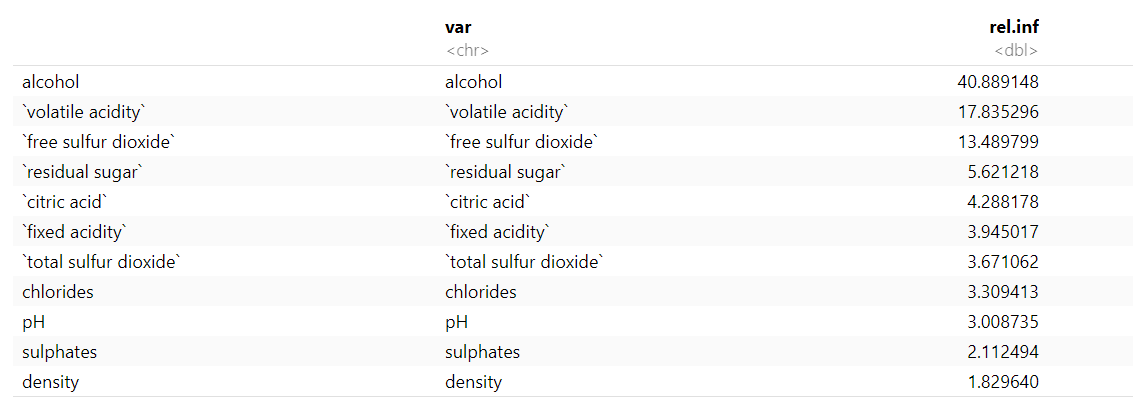 var rel.inf
<chr> <dbl>
alcohol alcohol 40.889148
`volatile acidity` `volatile acidity` 17.835296
`free sulfur dioxide` `free sulfur dioxide` 13.489799
`residual sugar` `residual sugar` 5.621218
`citric acid` `citric acid` 4.288178
`fixed acidity` `fixed acidity` 3.945017
`total sulfur dioxide` `total sulfur dioxide` 3.671062
chlorides chlorides 3.309413
pH pH 3.008735
sulphates sulphates 2.112494
density density 1.829640